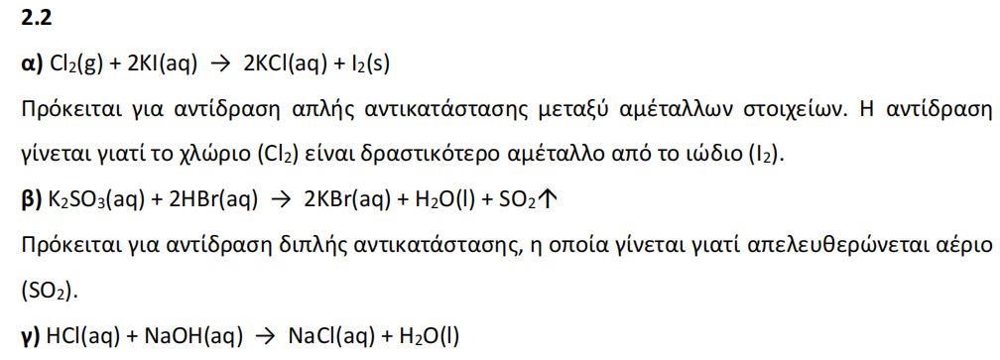 2.2
α) Cl₂(g) + 2KI(aq) → 2KCl(aq) + I₂(s)
Πρόκειται για αντίδραση απλής αντικατάστασης μεταξύ αμέταλλων στοιχείων. Η αντίδραση
γίνεται γιατί το χλώριο (Cl₂) είναι δραστικότερο αμέταλλο από το ιώδιο (I₂).
β) K₂SO₃(aq) + 2HBr(aq) → 2KBr(aq) + H₂O(l) + SO₂↑
Πρόκειται για αντίδραση διπλής αντικατάστασης, η οποία γίνεται γιατί απελευθερώνεται αέριο
(SO₂).
γ) HCl(aq) + NaOH(aq) → NaCl(aq) + H₂O(l)